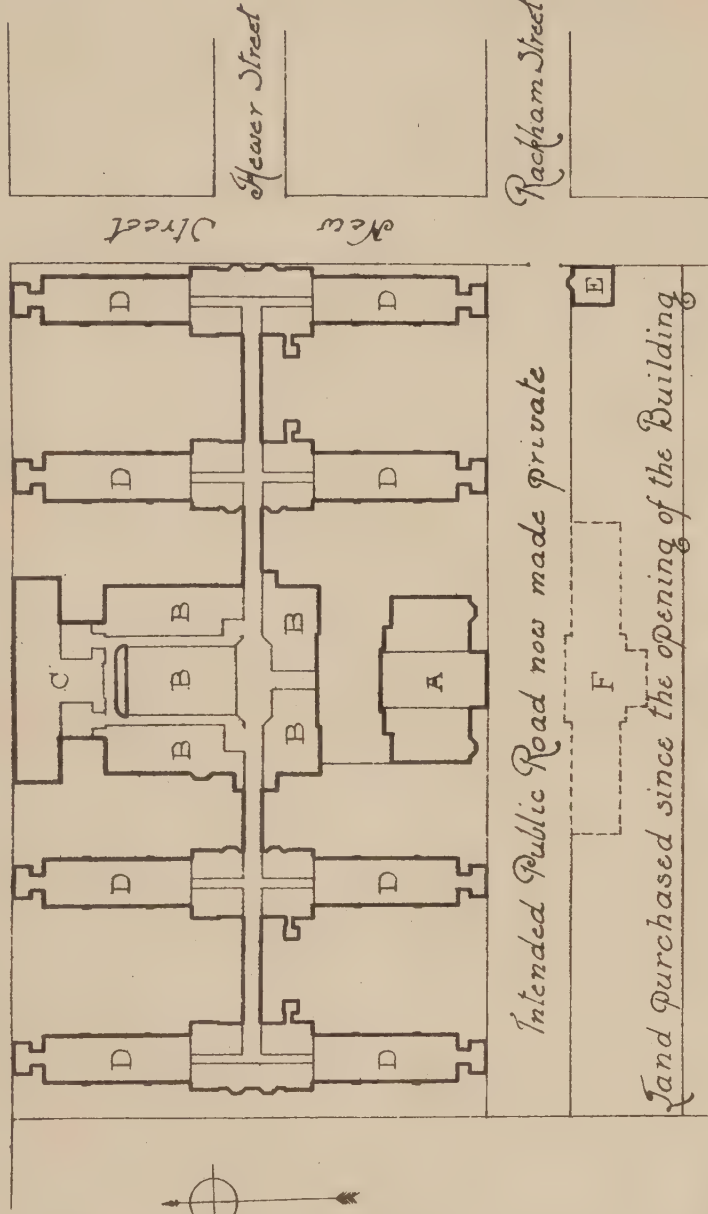 C
D D D D
B B B
New Street
Hewer Street
B B
D D D D
A
Intended Public Road now made private
Rackham Street
F
E
Land purchased since the opening of the Building